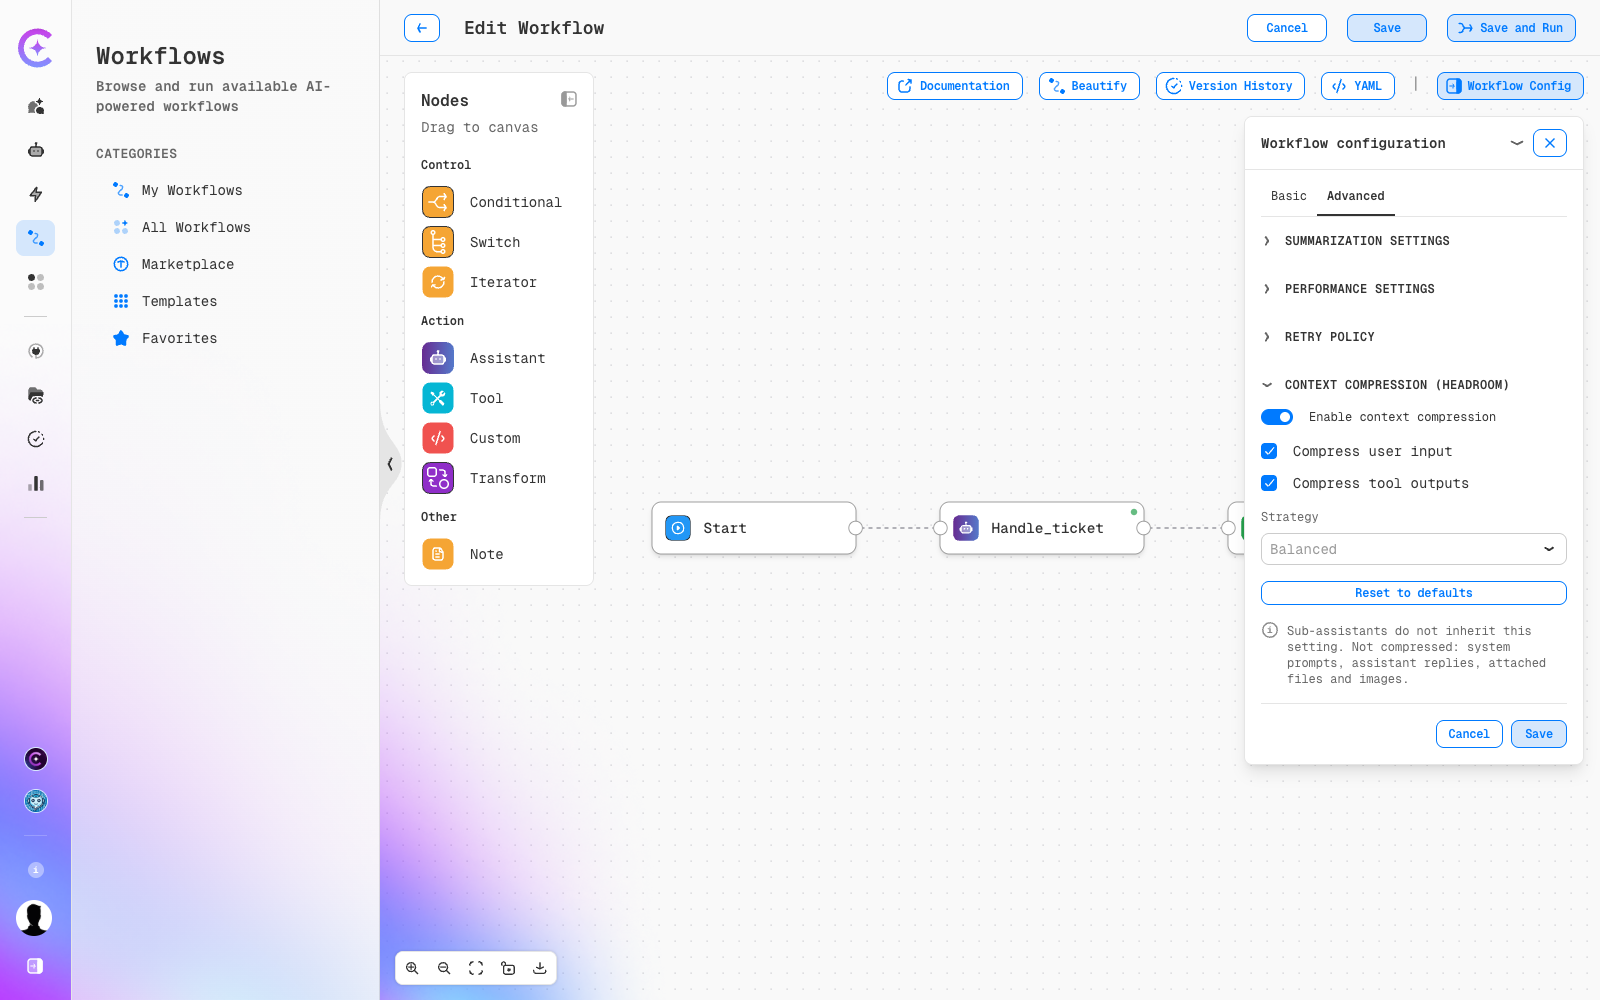 Workflows
Browse and run available AI-
powered workflows
CATEGORIES
My Workflows
All Workflows
Marketplace
Templates
Favorites
Edit Workflow
Cancel
Save
Save and Run
Documentation
Beautify
Version History
YAML
Workflow Config
Nodes
Drag to canvas
Control
Conditional
Switch
Iterator
Action
Assistant
Tool
Custom
Transform
Other
Note
Start
Handle_ticket
Workflow configuration
Basic
Advanced
SUMMARIZATION SETTINGS
PERFORMANCE SETTINGS
RETRY POLICY
CONTEXT COMPRESSION (HEADROOM)
Enable context compression
Compress user input
Compress tool outputs
Strategy
Balanced
Reset to defaults
Sub-assistants do not inherit this
setting. Not compressed: system
prompts, assistant replies, attached
files and images.
Cancel
Save